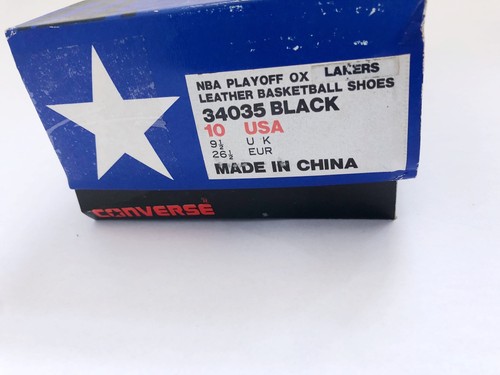 NBA PLAYOFF OX LAKERS
LEATHER BASKETBALL SHOES
34035 BLACK
10 USA
9½ U K
26½ EUR
MADE IN CHINA
CONVERSE®